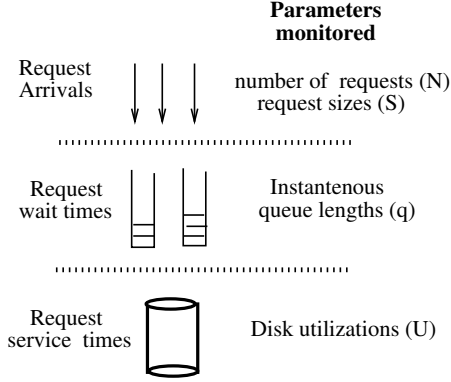 Parameters
monitored
Request
Arrivals
number of requests (N)
request sizes (S)
Request
wait times
Instantenous
queue lengths (q)
Request
service times
Disk utilizations (U)